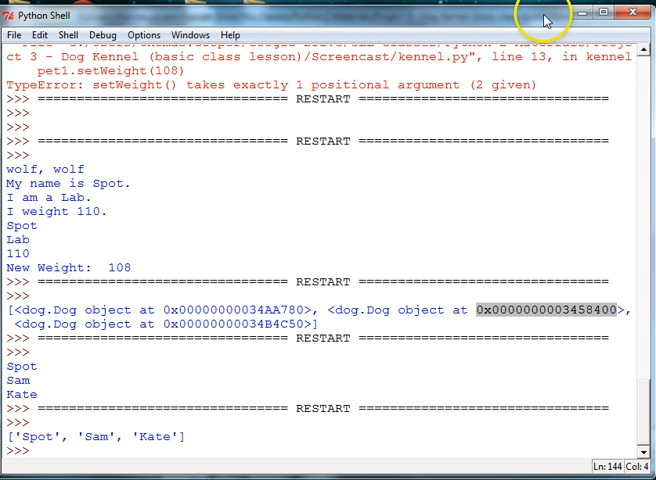 Python Shell
File Edit Shell Debug Options Windows Help
ct 3 - Dog Kennel (basic class lesson)/Screencast/kennel.py", line 13, in kennel
pet1.setWeight(108)
TypeError: setWeight() takes exactly 1 positional argument (2 given)
>>> ================================ RESTART ================================
>>>
>>>
>>> ================================ RESTART ================================
>>>
wolf, wolf
My name is Spot.
I am a Lab.
I weight 110.
Spot
Lab
110
New Weight:  108
>>> ================================ RESTART ================================
>>>
[<dog.Dog object at 0x00000000034AA780>, <dog.Dog object at 0x0000000003458400>,
<dog.Dog object at 0x00000000034B4C50>]
>>> ================================ RESTART ================================
>>>
Spot
Sam
Kate
>>> ================================ RESTART ================================
>>>
['Spot', 'Sam', 'Kate']
>>>
Ln: 144 Col: 4